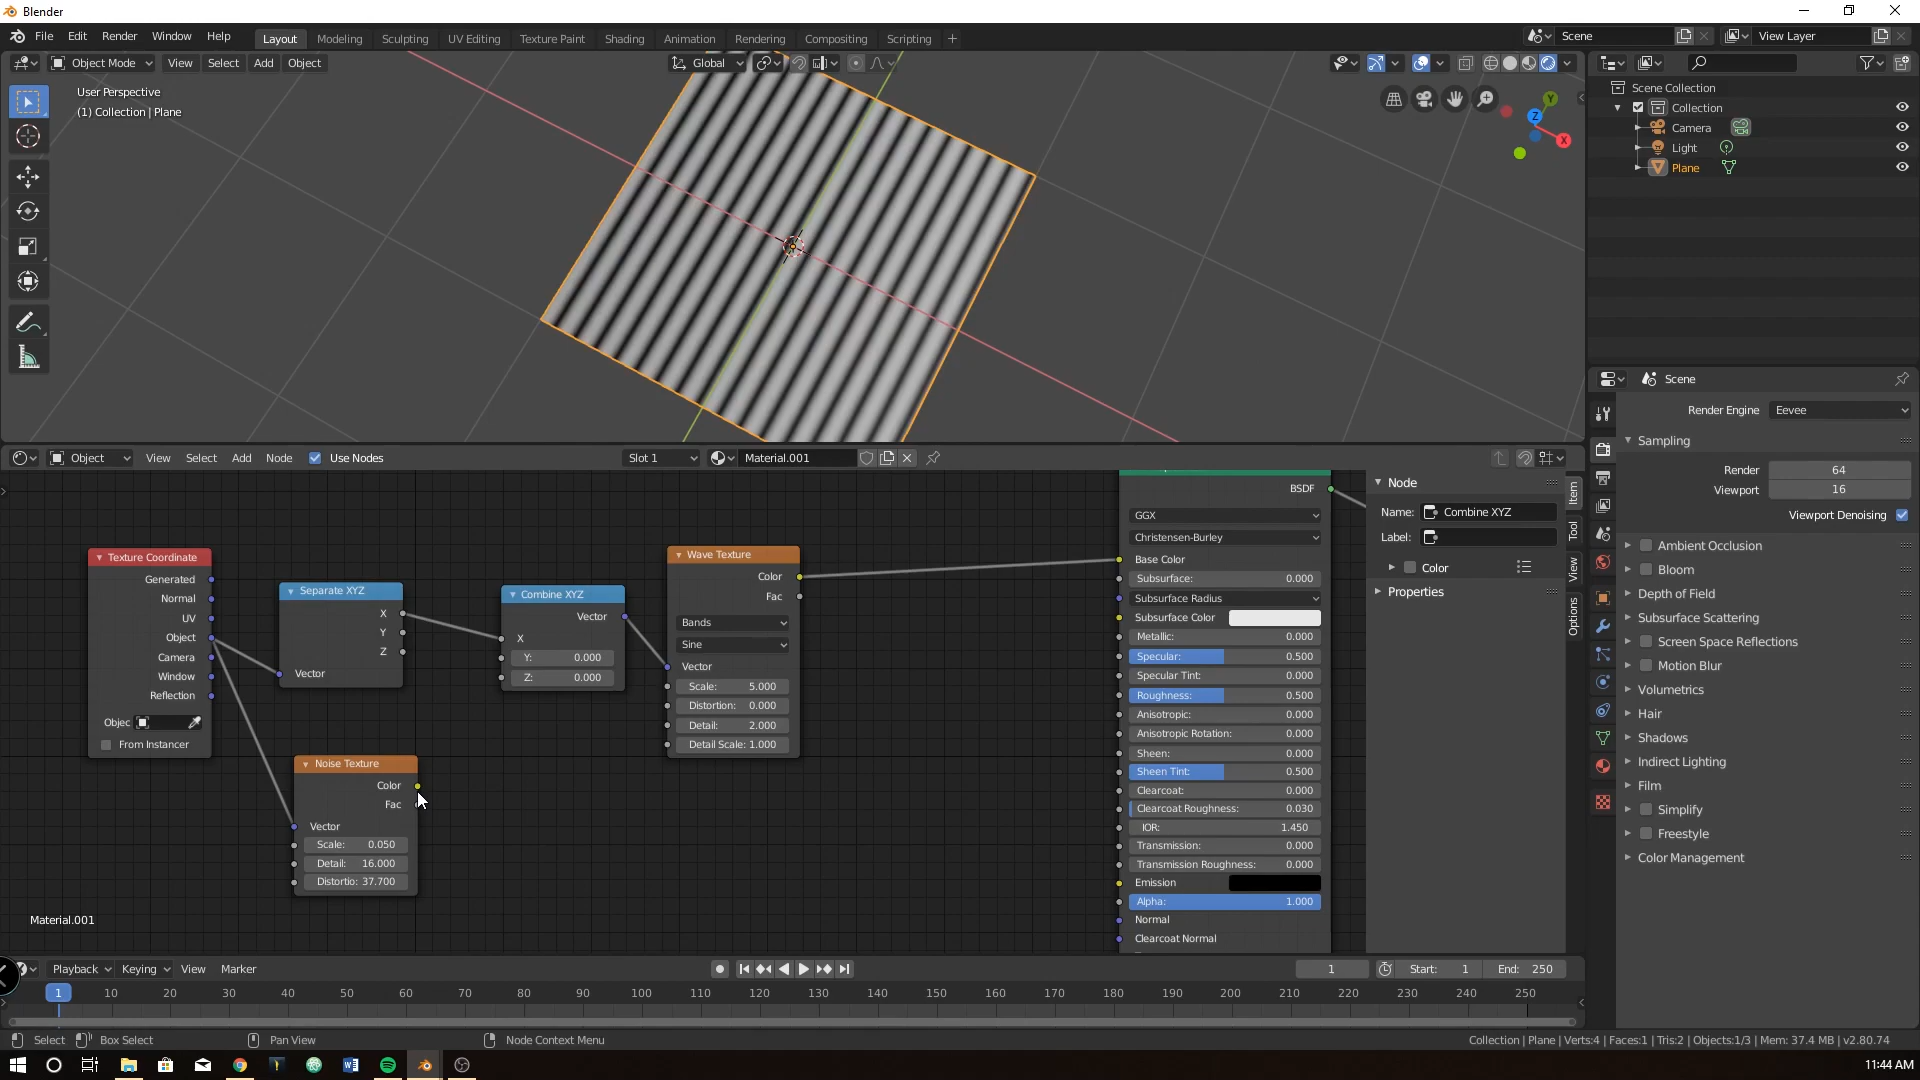 Blender
File Edit Render Window Help
Layout Modeling Sculpting UV Editing Texture Paint Shading Animation Rendering Compositing Scripting +
Scene
View Layer
Object Mode View Select Add Object
Global
User Perspective
(1) Collection | Plane
Z
Y
X
Scene Collection
Collection
Camera
Light
Plane
Object View Select Add Node Use Nodes
Slot 1
Material.001
Texture Coordinate
Generated
Normal
UV
Object
Camera
Window
Reflection
Objec
From Instancer
Separate XYZ
X
Y
Z
Vector
Combine XYZ
Vector
X
Y: 0.000
Z: 0.000
Noise Texture
Color
Fac
Vector
Scale: 0.050
Detail: 16.000
Distortio: 37.700
Wave Texture
Color
Fac
Bands
Sine
Vector
Scale: 5.000
Distortion: 0.000
Detail: 2.000
Detail Scale: 1.000
BSDF
GGX
Christensen-Burley
Base Color
Subsurface: 0.000
Subsurface Radius
Subsurface Color
Metallic: 0.000
Specular: 0.500
Specular Tint: 0.000
Roughness: 0.500
Anisotropic: 0.000
Anisotropic Rotation: 0.000
Sheen: 0.000
Sheen Tint: 0.500
Clearcoat: 0.000
Clearcoat Roughness: 0.030
IOR: 1.450
Transmission: 0.000
Transmission Roughness: 0.000
Emission
Alpha: 1.000
Normal
Clearcoat Normal
Node
Name: Combine XYZ
Label:
Color
Properties
Item
Tool
View
Options
Material.001
Scene
Render Engine Eevee
Sampling
Render 64
Viewport 16
Viewport Denoising
Ambient Occlusion
Bloom
Depth of Field
Subsurface Scattering
Screen Space Reflections
Motion Blur
Volumetrics
Hair
Shadows
Indirect Lighting
Film
Simplify
Freestyle
Color Management
Playback Keying View Marker
1
Start: 1
End: 250
1 10 20 30 40 50 60 70 80 90 100 110 120 130 140 150 160 170 180 190 200 210 220 230 240 250
Select Box Select Pan View Node Context Menu
Collection | Plane | Verts:4 | Faces:1 | Tris:2 | Objects:1/3 | Mem: 37.4 MB | v2.80.74
11:44 AM